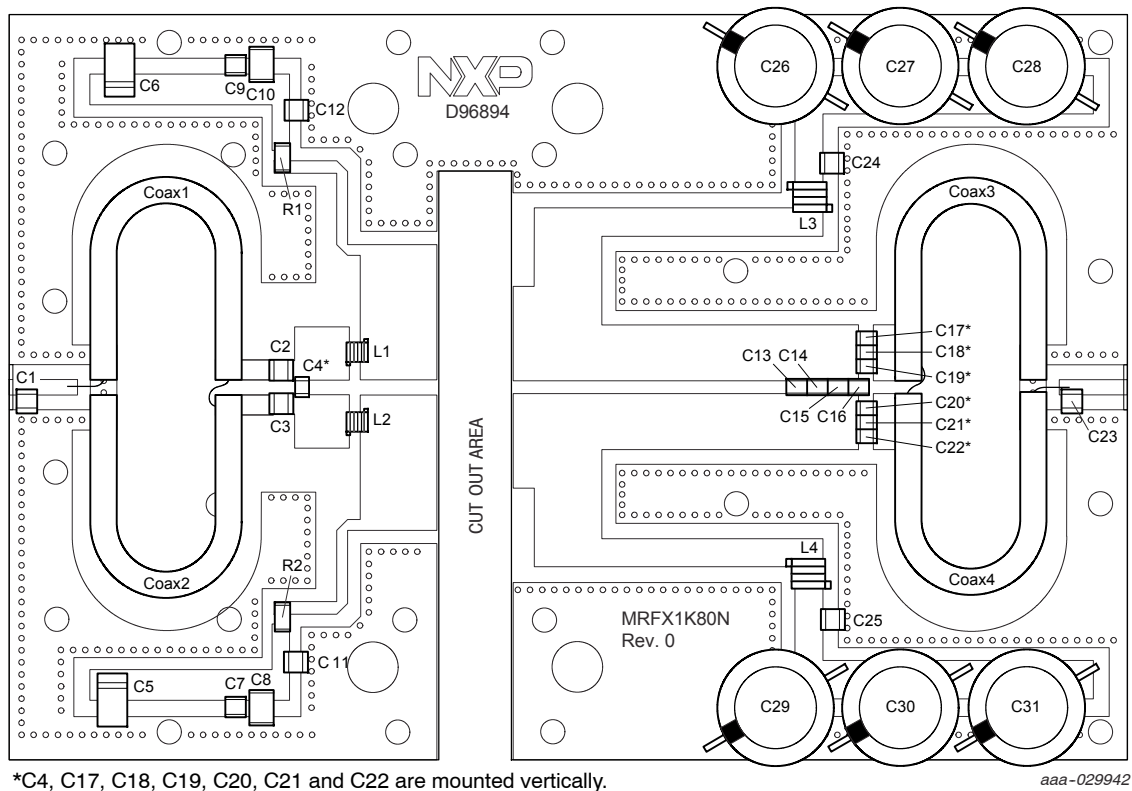 C26
C27
C28
C6
C9
C10
NXP
D96894
C12
C24
R1
L3
Coax1
Coax3
C17*
C2
C4*
L1
C13
C14
C18*
C1
C19*
C15
C16
C20*
C3
L2
C21*
C23
C22*
CUT OUT AREA
L4
R2
Coax2
Coax4
MRFX1K80N
Rev. 0
C25
C11
C5
C7
C8
C29
C30
C31
*C4, C17, C18, C19, C20, C21 and C22 are mounted vertically.
aaa-029942